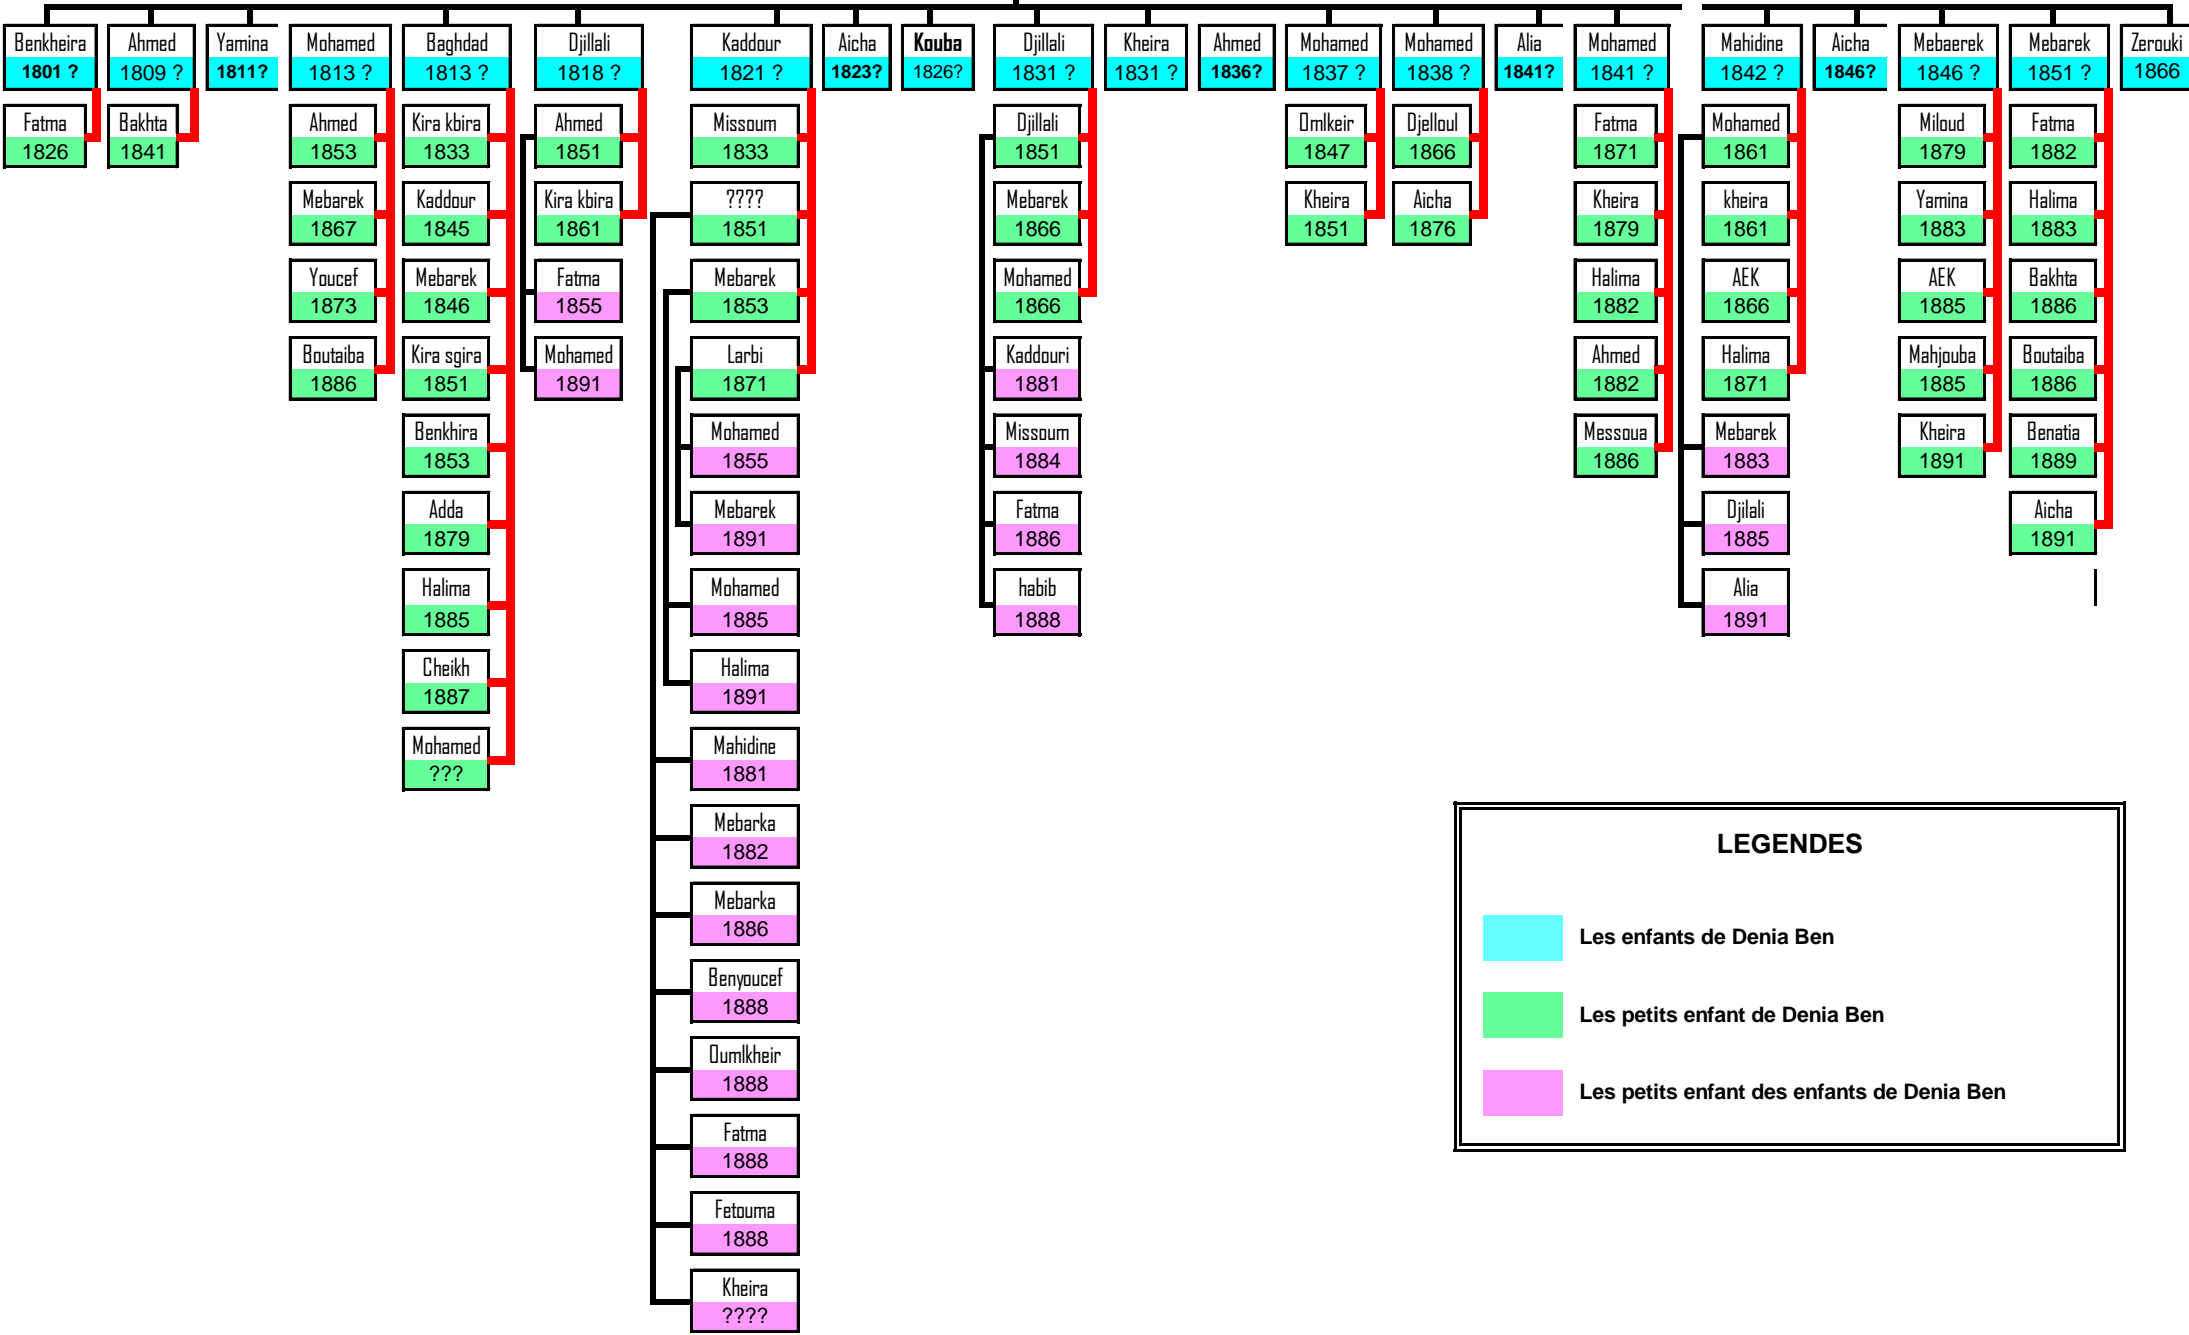 Benkheira
1801 ?
Fatma
1826
Ahmed
1809 ?
Bakhta
1841
Yamina
1811?
Mohamed
1813 ?
Ahmed
1853
Mebarek
1867
Youcef
1873
Boutaiba
1886
Baghdad
1813 ?
Kira kbira
1833
Kaddour
1845
Mebarek
1846
Kira sgira
1851
Benkhira
1853
Adda
1879
Halima
1885
Cheikh
1887
Mohamed
???
Djillali
1818 ?
Ahmed
1851
Kira kbira
1861
Fatma
1855
Mohamed
1891
Kaddour
1821 ?
Missoum
1833
????
1851
Mebarek
1853
Larbi
1871
Mohamed
1855
Mebarek
1891
Mohamed
1885
Halima
1891
Mahidine
1881
Mebarka
1882
Mebarka
1886
Benyoucef
1888
Oumlkheir
1888
Fatma
1888
Fetouma
1888
Kheira
????
Aicha
1823?
Kouba
1826?
Djillali
1831 ?
Djillali
1851
Mebarek
1866
Mohamed
1866
Kaddouri
1881
Missoum
1884
Fatma
1886
habib
1888
Kheira
1831 ?
Ahmed
1836?
Mohamed
1837 ?
Omlkeir
1847
Kheira
1851
Mohamed
1838 ?
Djelloul
1866
Aicha
1876
Alia
1841?
Mohamed
1841 ?
Fatma
1871
Kheira
1879
Halima
1882
Ahmed
1882
Messoua
1886
Mahidine
1842 ?
Mohamed
1861
kheira
1861
AEK
1866
Halima
1871
Mebarek
1883
Djilali
1885
Alia
1891
Aicha
1846?
Mebaerek
1846 ?
Miloud
1879
Yamina
1883
AEK
1885
Mahjouba
1885
Kheira
1891
Mebarek
1851 ?
Fatma
1882
Halima
1883
Bakhta
1886
Boutaiba
1886
Benatia
1889
Aicha
1891
Zerouki
1866
LEGENDES
Les enfants de Denia Ben
Les petits enfant de Denia Ben
Les petits enfant des enfants de Denia Ben